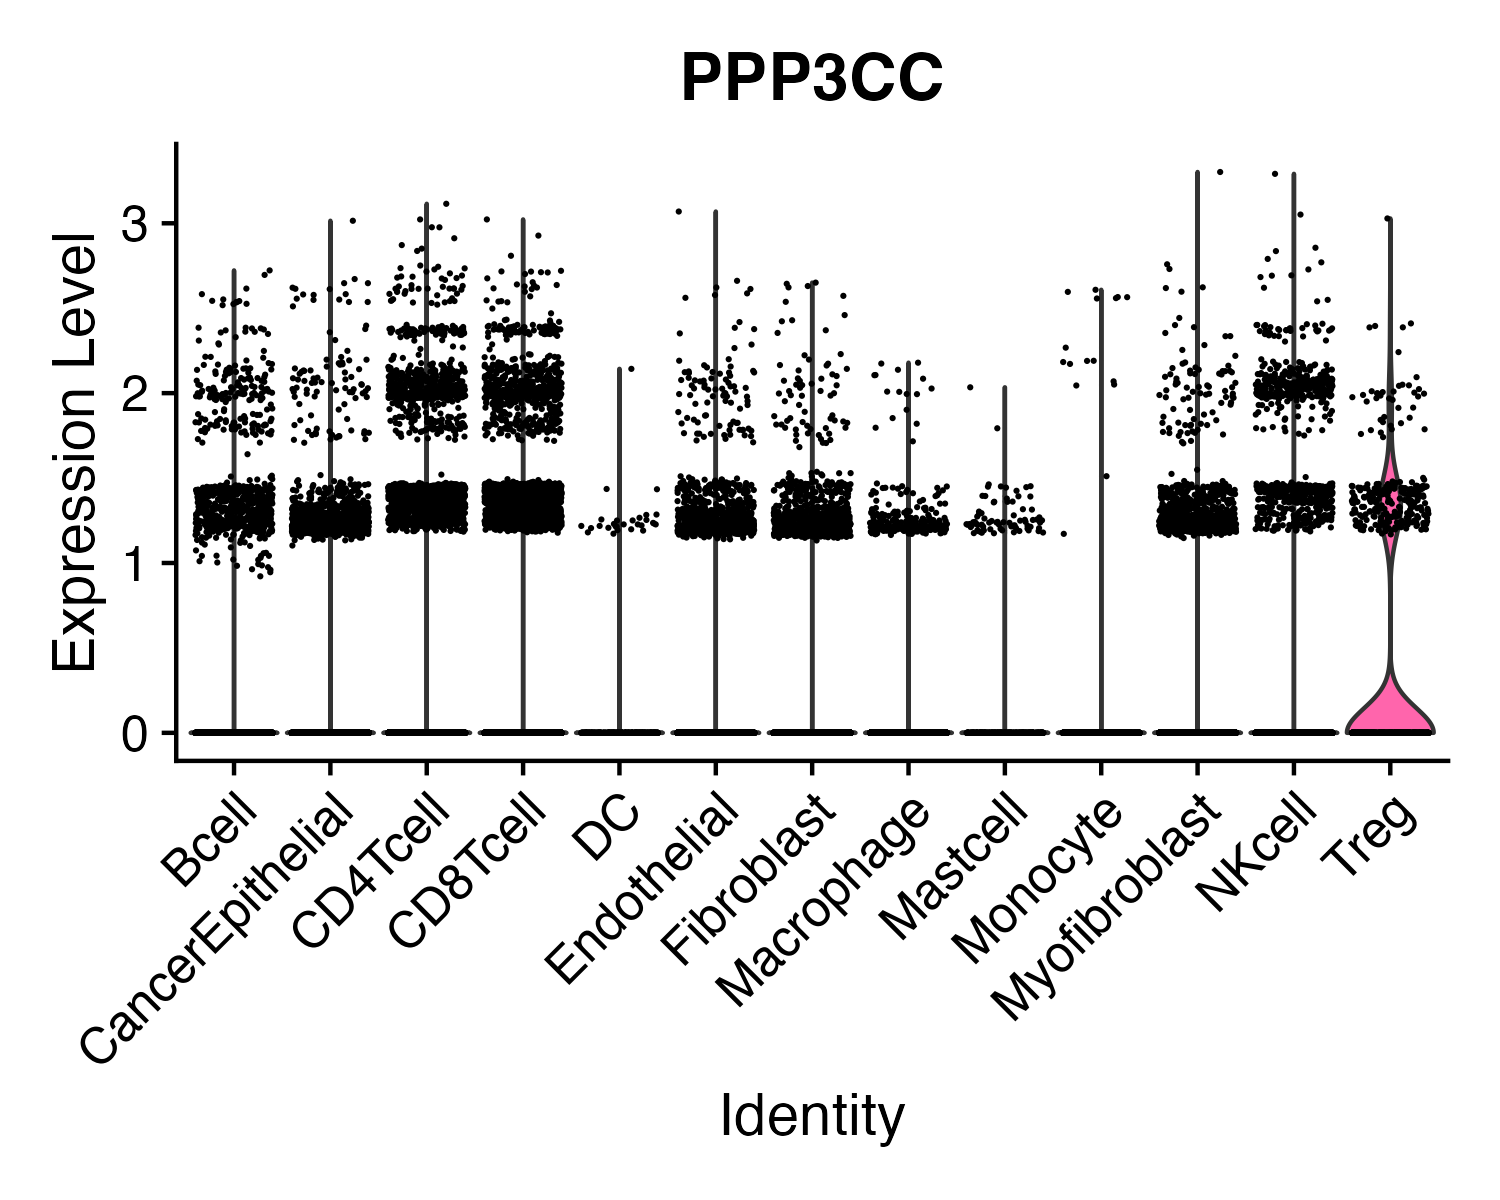 PPP3CC
Expression Level
3
2
1
0
Bcell
CancerEpithelial
CD4Tcell
CD8Tcell
DC
Endothelial
Fibroblast
Macrophage
Mastcell
Monocyte
Myofibroblast
NKcell
Treg
Identity